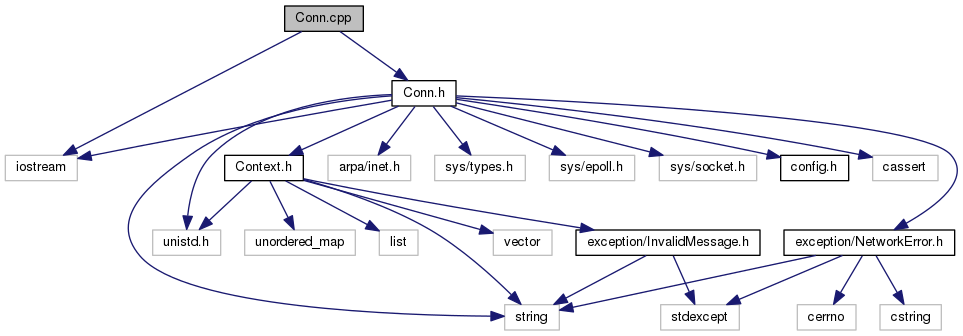 Conn.cpp
Conn.h
iostream
Context.h
arpa/inet.h
sys/types.h
sys/epoll.h
sys/socket.h
config.h
cassert
unistd.h
unordered_map
list
vector
exception/InvalidMessage.h
exception/NetworkError.h
string
stdexcept
cerrno
cstring